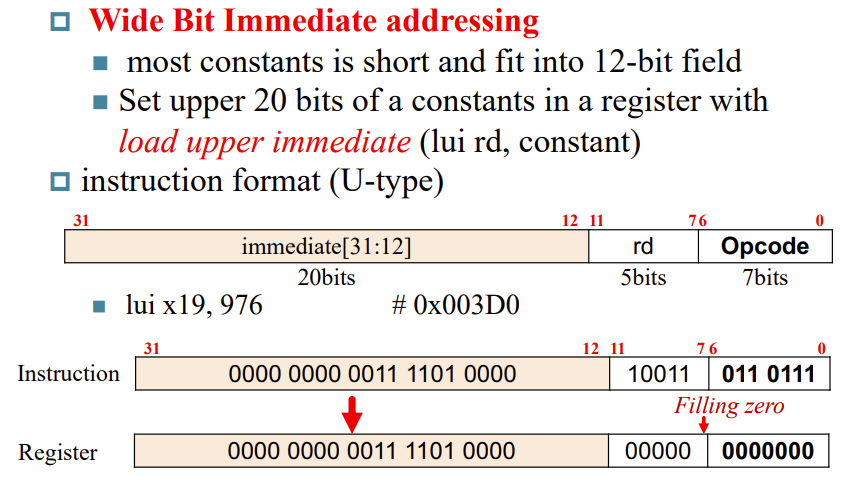 Wide Bit Immediate addressing
most constants is short and fit into 12-bit field
Set upper 20 bits of a constants in a register with
load upper immediate (lui rd, constant)
instruction format (U-type)
31 12 11 7 6 0
immediate[31:12] rd Opcode
20bits 5bits 7bits
lui x19, 976 # 0x003D0
31 12 11 7 6 0
Instruction 0000 0000 0011 1101 0000 10011 011 0111
Filling zero
Register 0000 0000 0011 1101 0000 00000 0000000